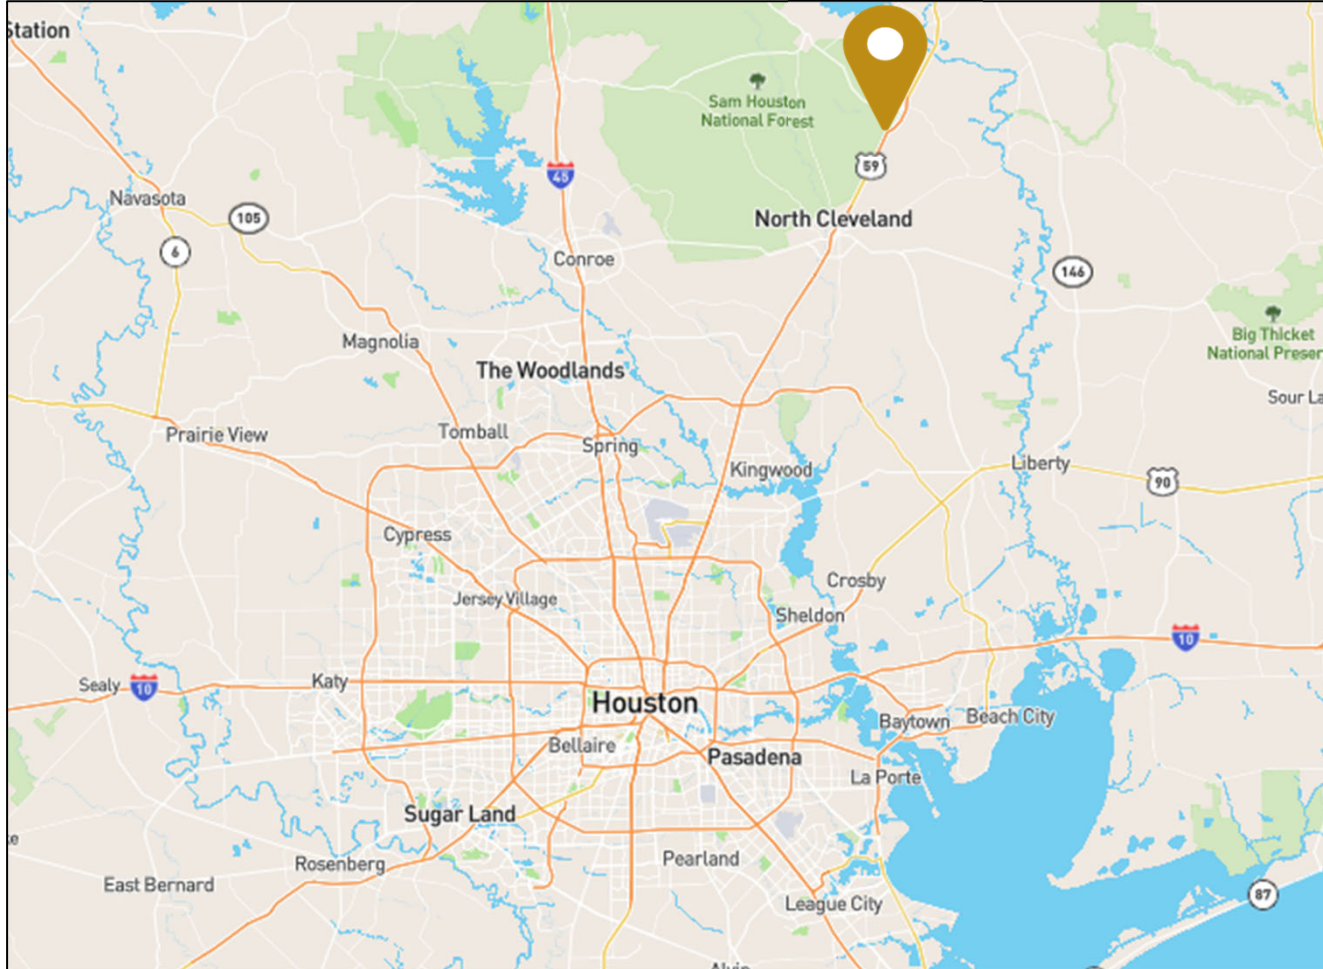 Station
Sam Houston
National Forest
59
45
Navasota
105
North Cleveland
6
Conroe
146
Magnolia
Big Thicket
National Preser
The Woodlands
Sour La
Prairie View
Tomball
Spring
Kingwood
Liberty
90
Cypress
Crosby
Jersey Village
Sheldon
10
Sealy
10
Katy
Houston
Baytown
Beach City
Bellaire
Pasadena
La Porte
Sugar Land
Pearland
Rosenberg
East Bernard
87
League City